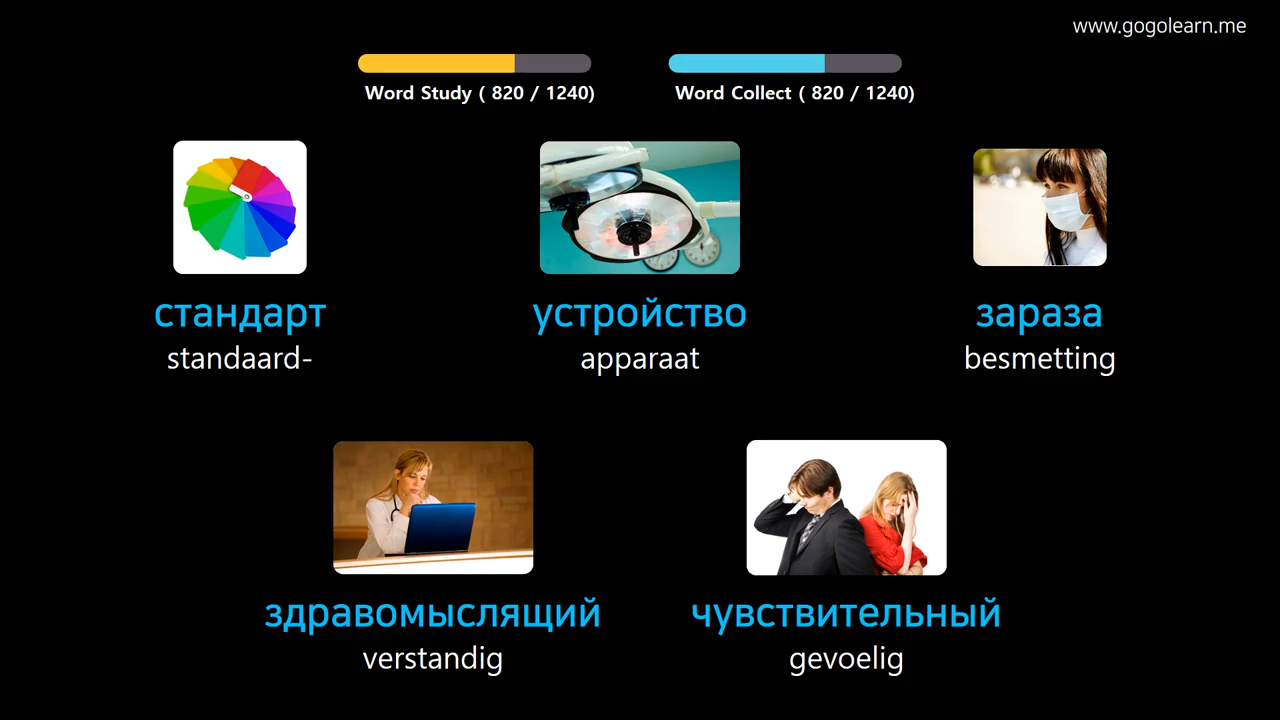 www.gogolearn.me
Word Study ( 820 / 1240)
Word Collect ( 820 / 1240)
стандарт
standaard-
устройство
apparaat
зараза
besmetting
здравомыслящий
verstandig
чувствительный
gevoelig